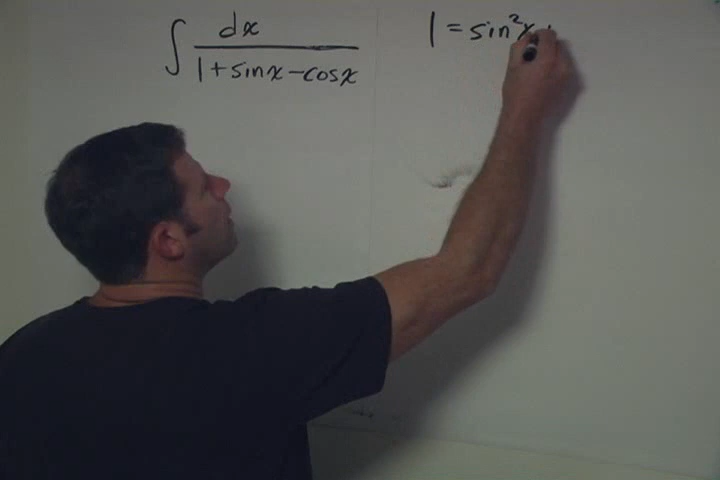 ∫ dx / (1 + sinx - cosx)
1 = sin²x